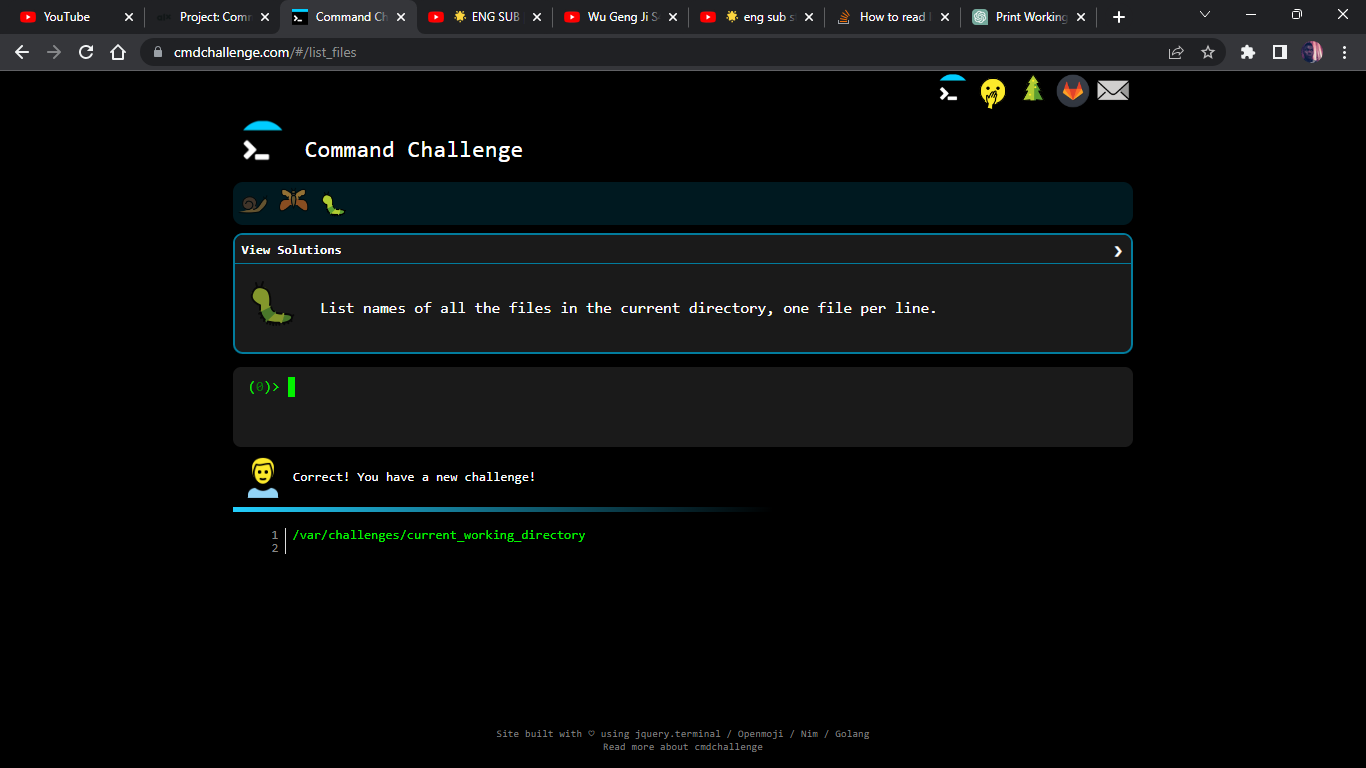 YouTube
Project: Comm
Command Ch
ENG SUB
Wu Geng Ji S
eng sub s
How to read
Print Working
cmdchallenge.com/#/list_files
Command Challenge
View Solutions
List names of all the files in the current directory, one file per line.
(0)>
Correct! You have a new challenge!
1 /var/challenges/current_working_directory
2
Site built with ♡ using jquery.terminal / Openmoji / Nim / Golang
Read more about cmdchallenge